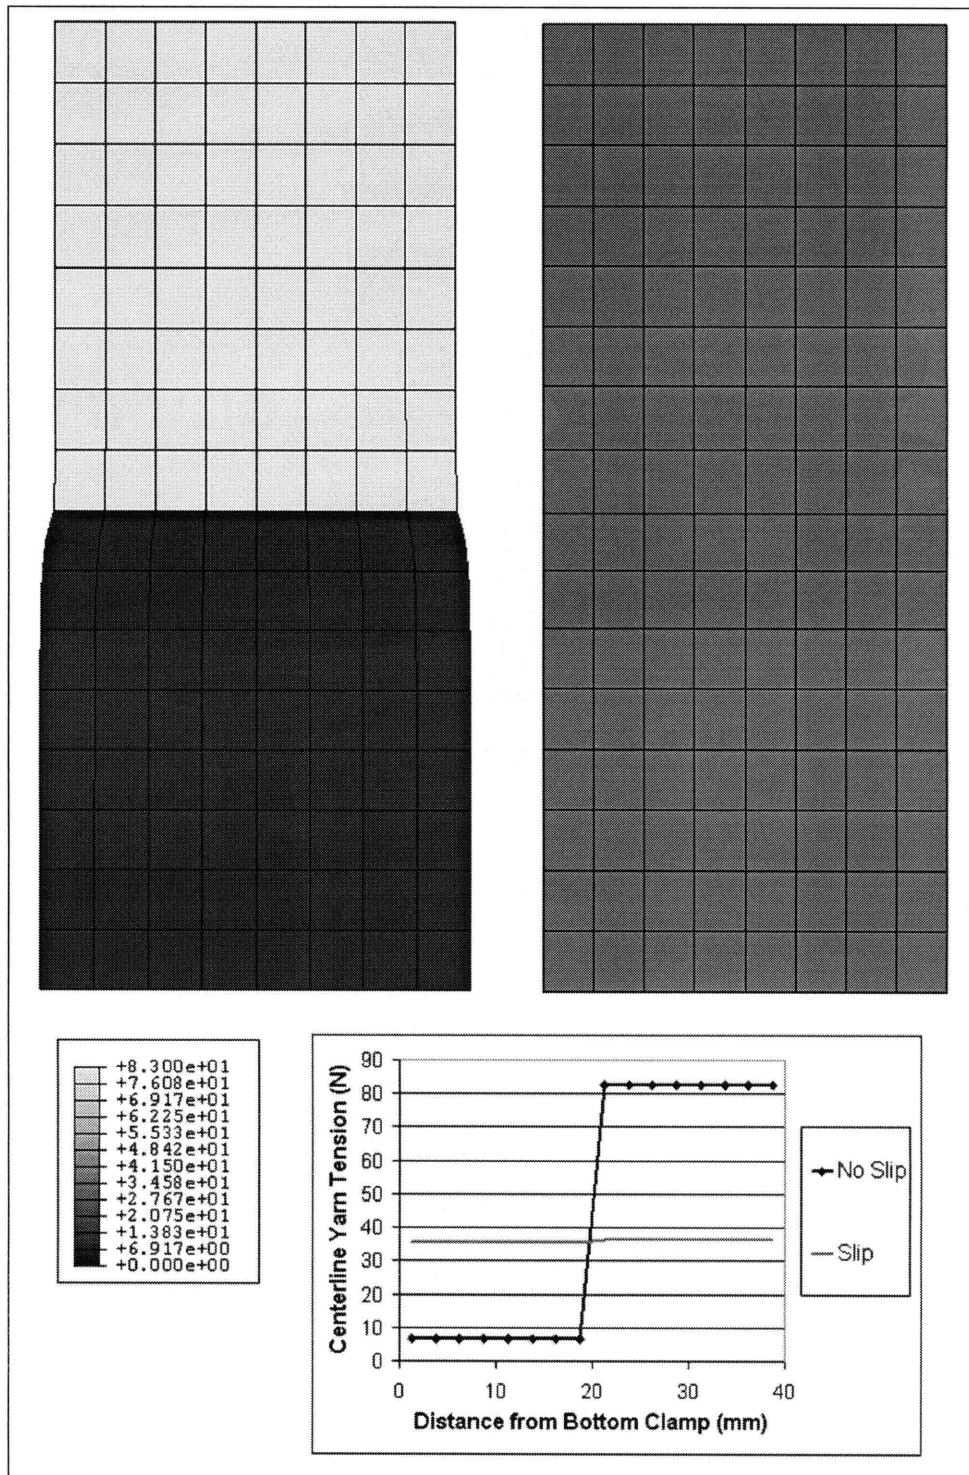 +8.300e+01
+7.608e+01
+6.917e+01
+6.225e+01
+5.533e+01
+4.842e+01
+4.150e+01
+3.458e+01
+2.767e+01
+2.075e+01
+1.383e+01
+6.917e+00
+0.000e+00
Centerline Yarn Tension (N)
90
80
70
60
50
40
30
20
10
0
0 10 20 30 40
Distance from Bottom Clamp (mm)
No Slip
Slip